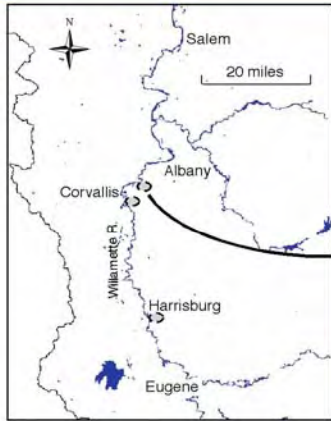 N
Salem
20 miles
Albany
Corvallis
Willamette R.
Harrisburg
Eugene